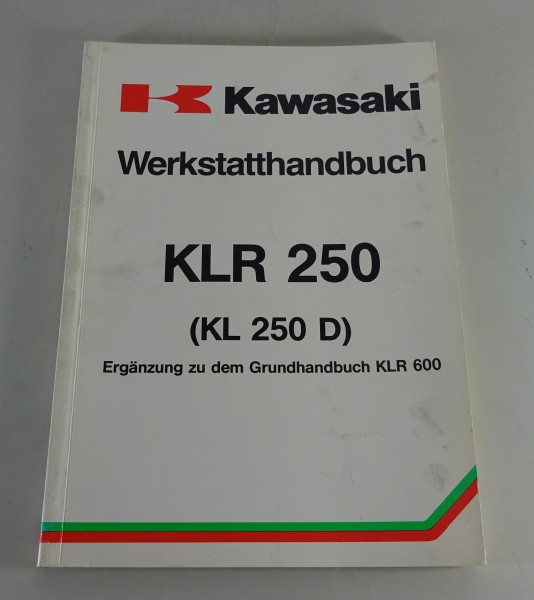 Kawasaki
Werkstatthandbuch
KLR 250
(KL 250 D)
Ergänzung zu dem Grundhandbuch KLR 600